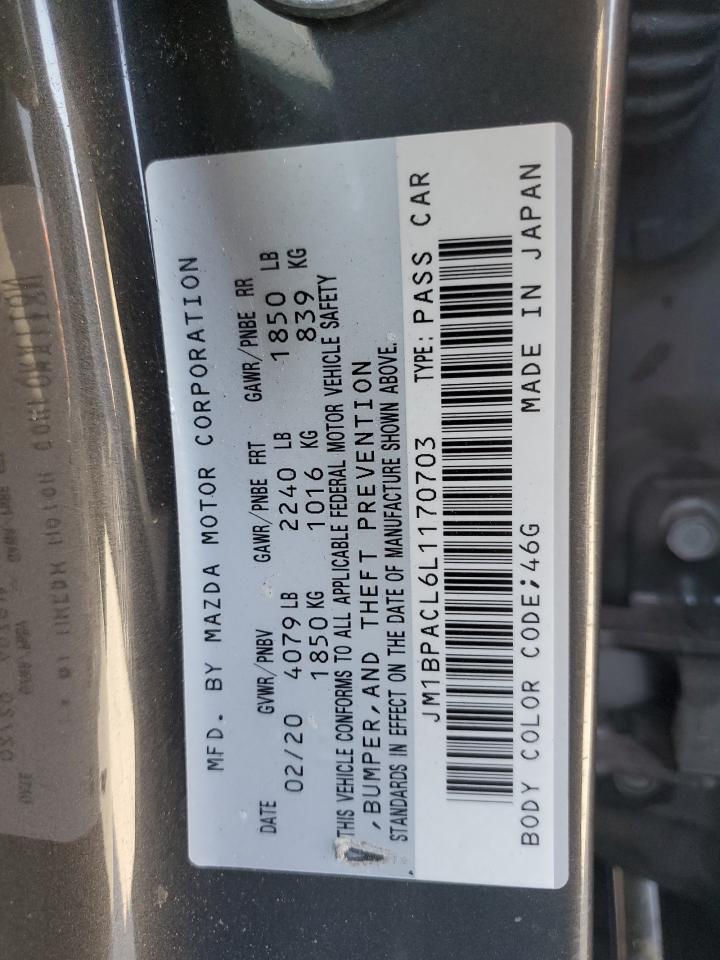 MFD. BY MAZDA MOTOR CORPORATION
DATE GVWR/PNBV GAWR/PNBE FRT GAWR/PNBE RR
02/20 4079 LB 2240 LB 1850 LB
1850 KG 1016 KG 839 KG
THIS VEHICLE CONFORMS TO ALL APPLICABLE FEDERAL MOTOR VEHICLE SAFETY
,BUMPER,AND THEFT PREVENTION
STANDARDS IN EFFECT ON THE DATE OF MANUFACTURE SHOWN ABOVE.
JM1BPACL6L1170703 TYPE: PASS CAR
BODY COLOR CODE;46G MADE IN JAPAN